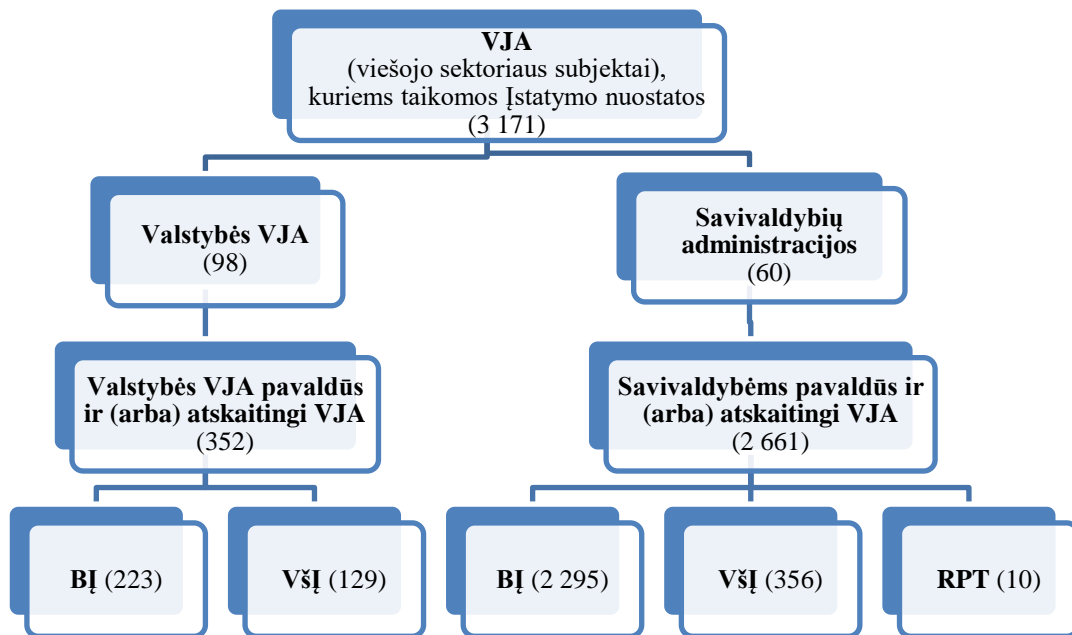 VJA
(viešojo sektoriaus subjektai),
kuriems taikomos Įstatymo nuostatos
(3 171)
Valstybės VJA
(98)
Savivaldybių
administracijos
(60)
Valstybės VJA pavaldūs
ir (arba) atskaitingi VJA
(352)
Savivaldybėms pavaldūs ir
(arba) atskaitingi VJA
(2 661)
BĮ (223)
VšĮ (129)
BĮ (2 295)
VšĮ (356)
RPT (10)